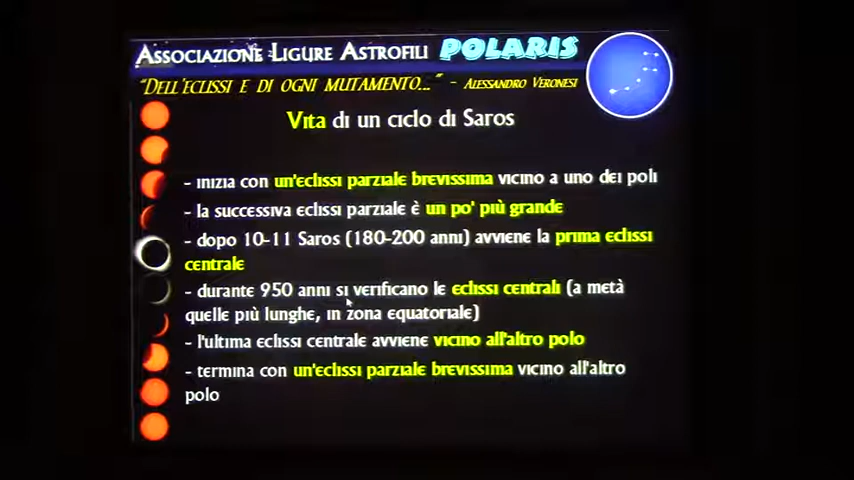 Associazione Ligure Astrofili POLARIS
"Dell'eclissi e di ogni mutamento..." - Alessandro Veronesi
Vita di un ciclo di Saros
- inizia con un'eclissi parziale brevissima vicino a uno dei poli
- la successiva eclissi parziale è un po' più grande
- dopo 10-11 Saros (180-200 anni) avviene la prima eclissi
centrale
- durante 950 anni si verificano le eclissi centrali (a metà
quelle più lunghe, in zona equatoriale)
- l'ultima eclissi centrale avviene vicino all'altro polo
- termina con un'eclissi parziale brevissima vicino all'altro
polo